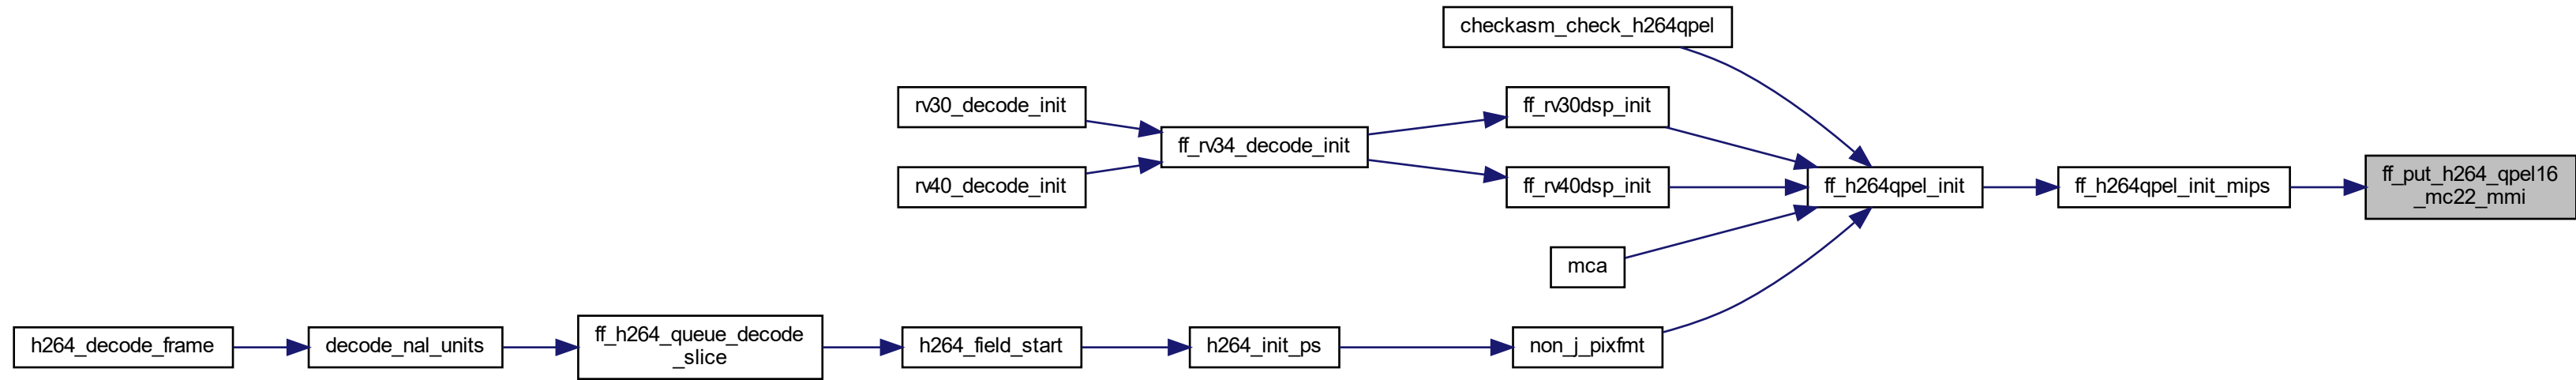 checkasm_check_h264qpel
rv30_decode_init
ff_rv30dsp_init
ff_rv34_decode_init
rv40_decode_init
ff_rv40dsp_init
ff_h264qpel_init
ff_h264qpel_init_mips
ff_put_h264_qpel16
_mc22_mmi
mca
h264_decode_frame
decode_nal_units
ff_h264_queue_decode
_slice
h264_field_start
h264_init_ps
non_j_pixfmt